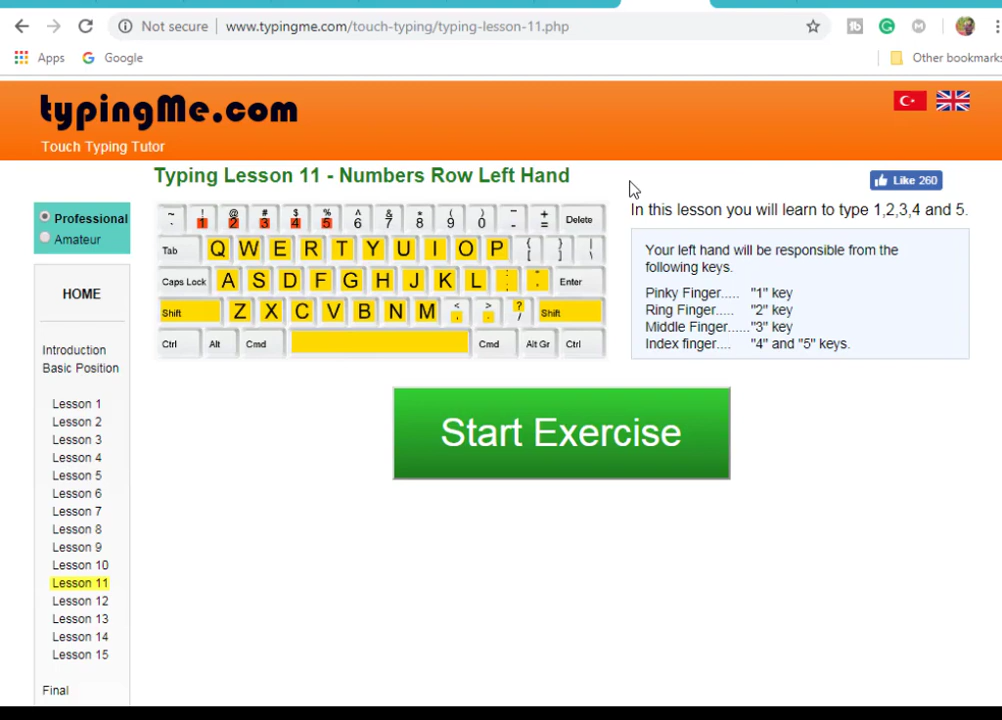 Not secure | www.typingme.com/touch-typing/typing-lesson-11.php
Apps Google Other bookmarks
typingMe.com
Touch Typing Tutor
Typing Lesson 11 - Numbers Row Left Hand
Like 260
Professional
Amateur
HOME
Introduction
Basic Position
Lesson 1
Lesson 2
Lesson 3
Lesson 4
Lesson 5
Lesson 6
Lesson 7
Lesson 8
Lesson 9
Lesson 10
Lesson 11
Lesson 12
Lesson 13
Lesson 14
Lesson 15
Final
~ ! @ # $ % ^ & * ( ) - +
1 2 3 4 5 6 7 8 9 0 - = Delete
Tab Q W E R T Y U I O P { [ } ] | \
Caps Lock A S D F G H J K L : ; " Enter
Shift Z X C V B N M < , > . ? / Shift
Ctrl Alt Cmd Cmd Alt Gr Ctrl
In this lesson you will learn to type 1,2,3,4 and 5.
Your left hand will be responsible from the
following keys.
Pinky Finger..... "1" key
Ring Finger..... "2" key
Middle Finger......"3" key
Index finger.... "4" and "5" keys.
Start Exercise